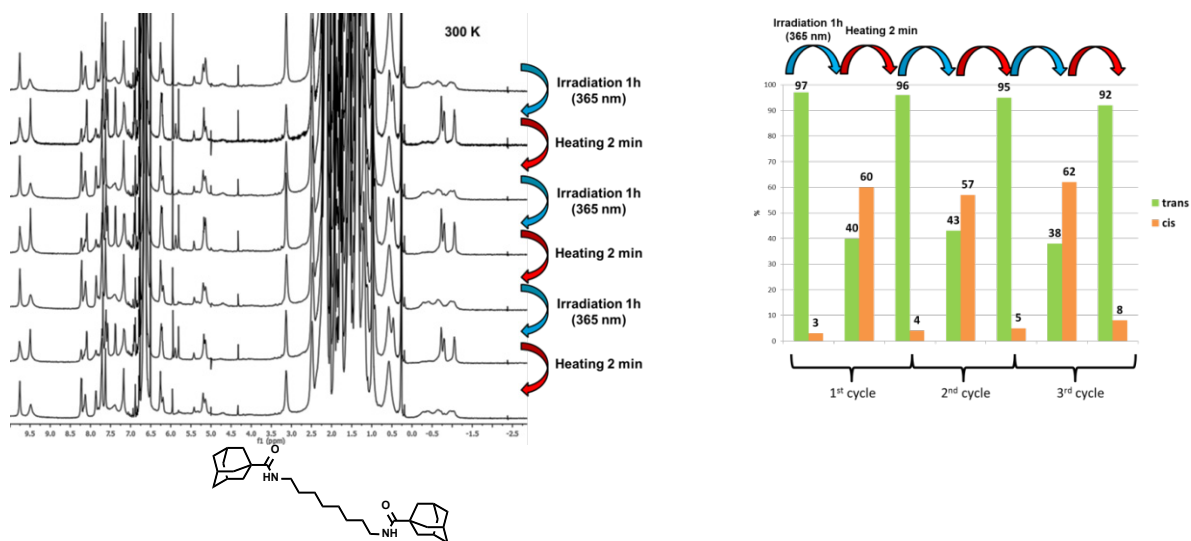 300 K
Irradiation 1h
(365 nm)
Heating 2 min
Irradiation 1h
(365 nm)
Heating 2 min
Irradiation 1h
(365 nm)
Heating 2 min
9.5 9.0 8.5 8.0 7.5 7.0 6.5 6.0 5.5 5.0 4.5 4.0 3.5 3.0 2.5 2.0 1.5 1.0 0.5 0.0 -0.5 -1.0 -1.5 -2.0 -2.5
f1 (ppm)
O
HN
O
NH
Irradiation 1h
(365 nm)
Heating 2 min
100
90
80
70
60
50
40
30
20
10
0
%
97
3
40
60
96
4
43
57
95
5
38
62
92
8
trans
cis
1st cycle
2nd cycle
3rd cycle